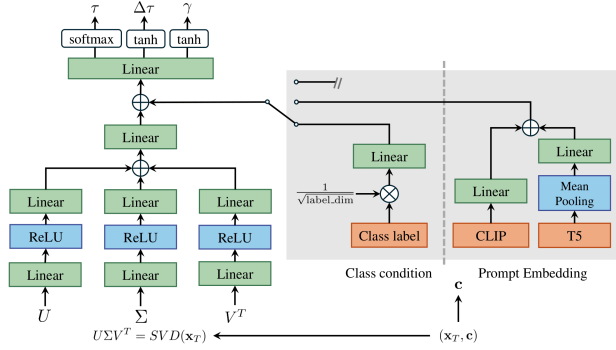 τ Δτ γ
softmax tanh tanh
Linear
Linear
Linear Linear Linear
ReLU ReLU ReLU
Linear Linear Linear
U Σ V^T
UΣV^T = SVD(x_T)
Linear
1/√label_dim
Class label
Class condition
Linear
Linear
Mean
Pooling
CLIP T5
Prompt Embedding
c
(x_T, c)